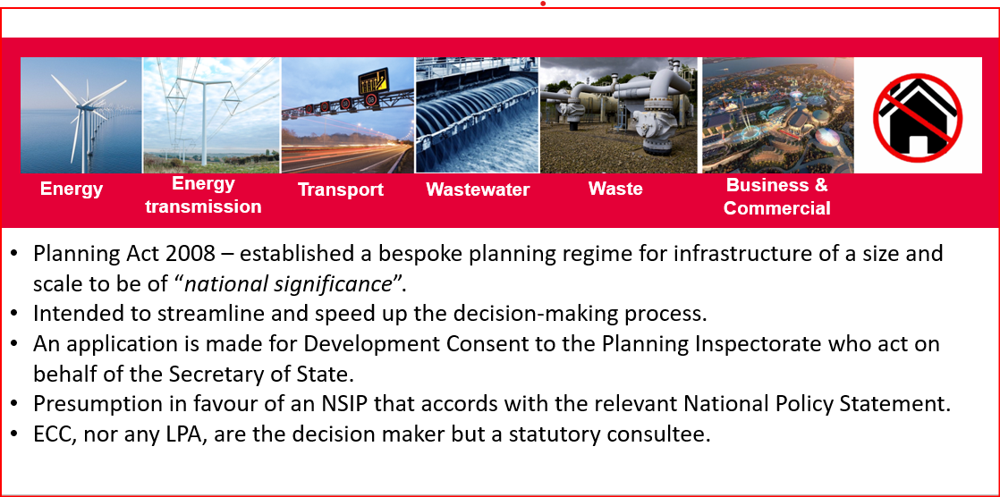 Energy
Energy
transmission
Transport
Wastewater
Waste
Business &
Commercial
• Planning Act 2008 – established a bespoke planning regime for infrastructure of a size and
scale to be of “national significance”.
• Intended to streamline and speed up the decision-making process.
• An application is made for Development Consent to the Planning Inspectorate who act on
behalf of the Secretary of State.
• Presumption in favour of an NSIP that accords with the relevant National Policy Statement.
• ECC, nor any LPA, are the decision maker but a statutory consultee.